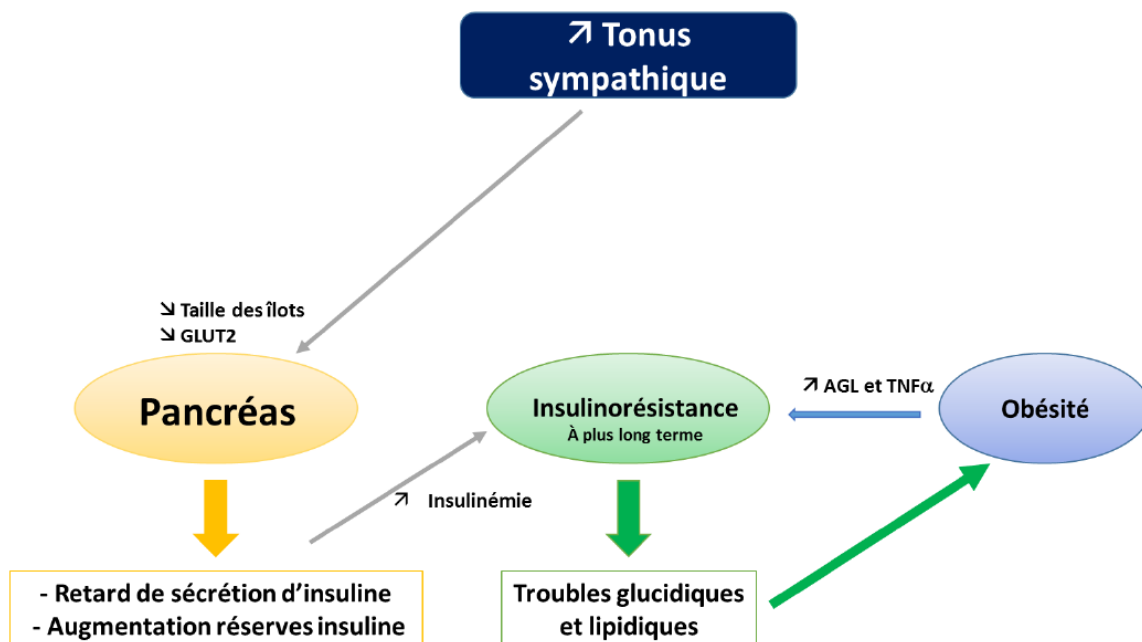 ↗ Tonus
sympathique
↘ Taille des îlots
↘ GLUT2
Pancréas
Insulinorésistance
À plus long terme
↗ AGL et TNFα
Obésité
↗ Insulinémie
- Retard de sécrétion d’insuline
- Augmentation réserves insuline
Troubles glucidiques
et lipidiques